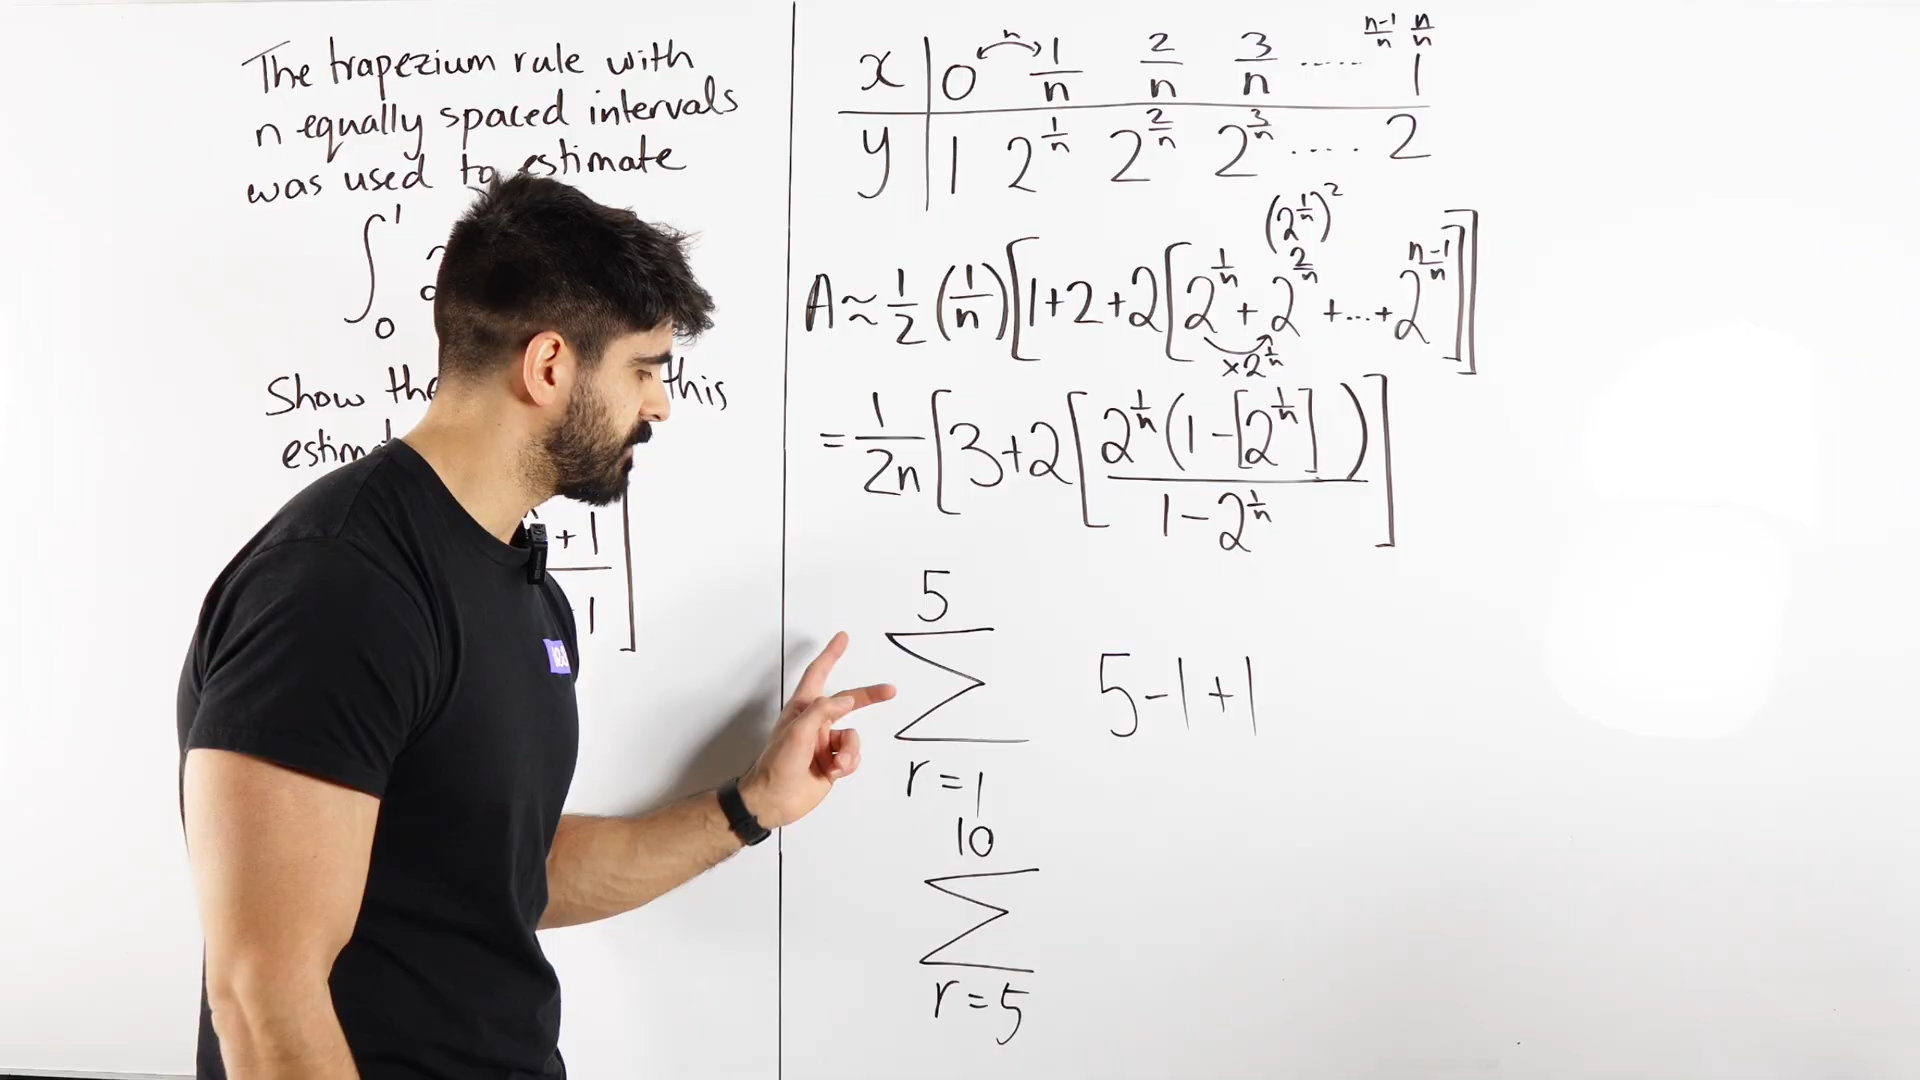 The trapezium rule with
n equally spaced intervals
was used to estimate
∫₀¹
Show the this
estim
+ 1
1
x | 0 1/n 2/n 3/n ..... (n-1)/n n/n 1
n
y | 1 2^(1/n) 2^(2/n) 2^(3/n) .... 2
(2^(1/n))^2
A ≈ 1/2 (1/n) [1+2+2[2^(1/n) + 2^(2/n) +...+ 2^((n-1)/n)]]
×2^(1/n)
= 1/2n [3+2[2^(1/n)(1-[2^(1/n)] ) / 1-2^(1/n)]
5
∑ 5-1+1
r=1
10
∑
r=5